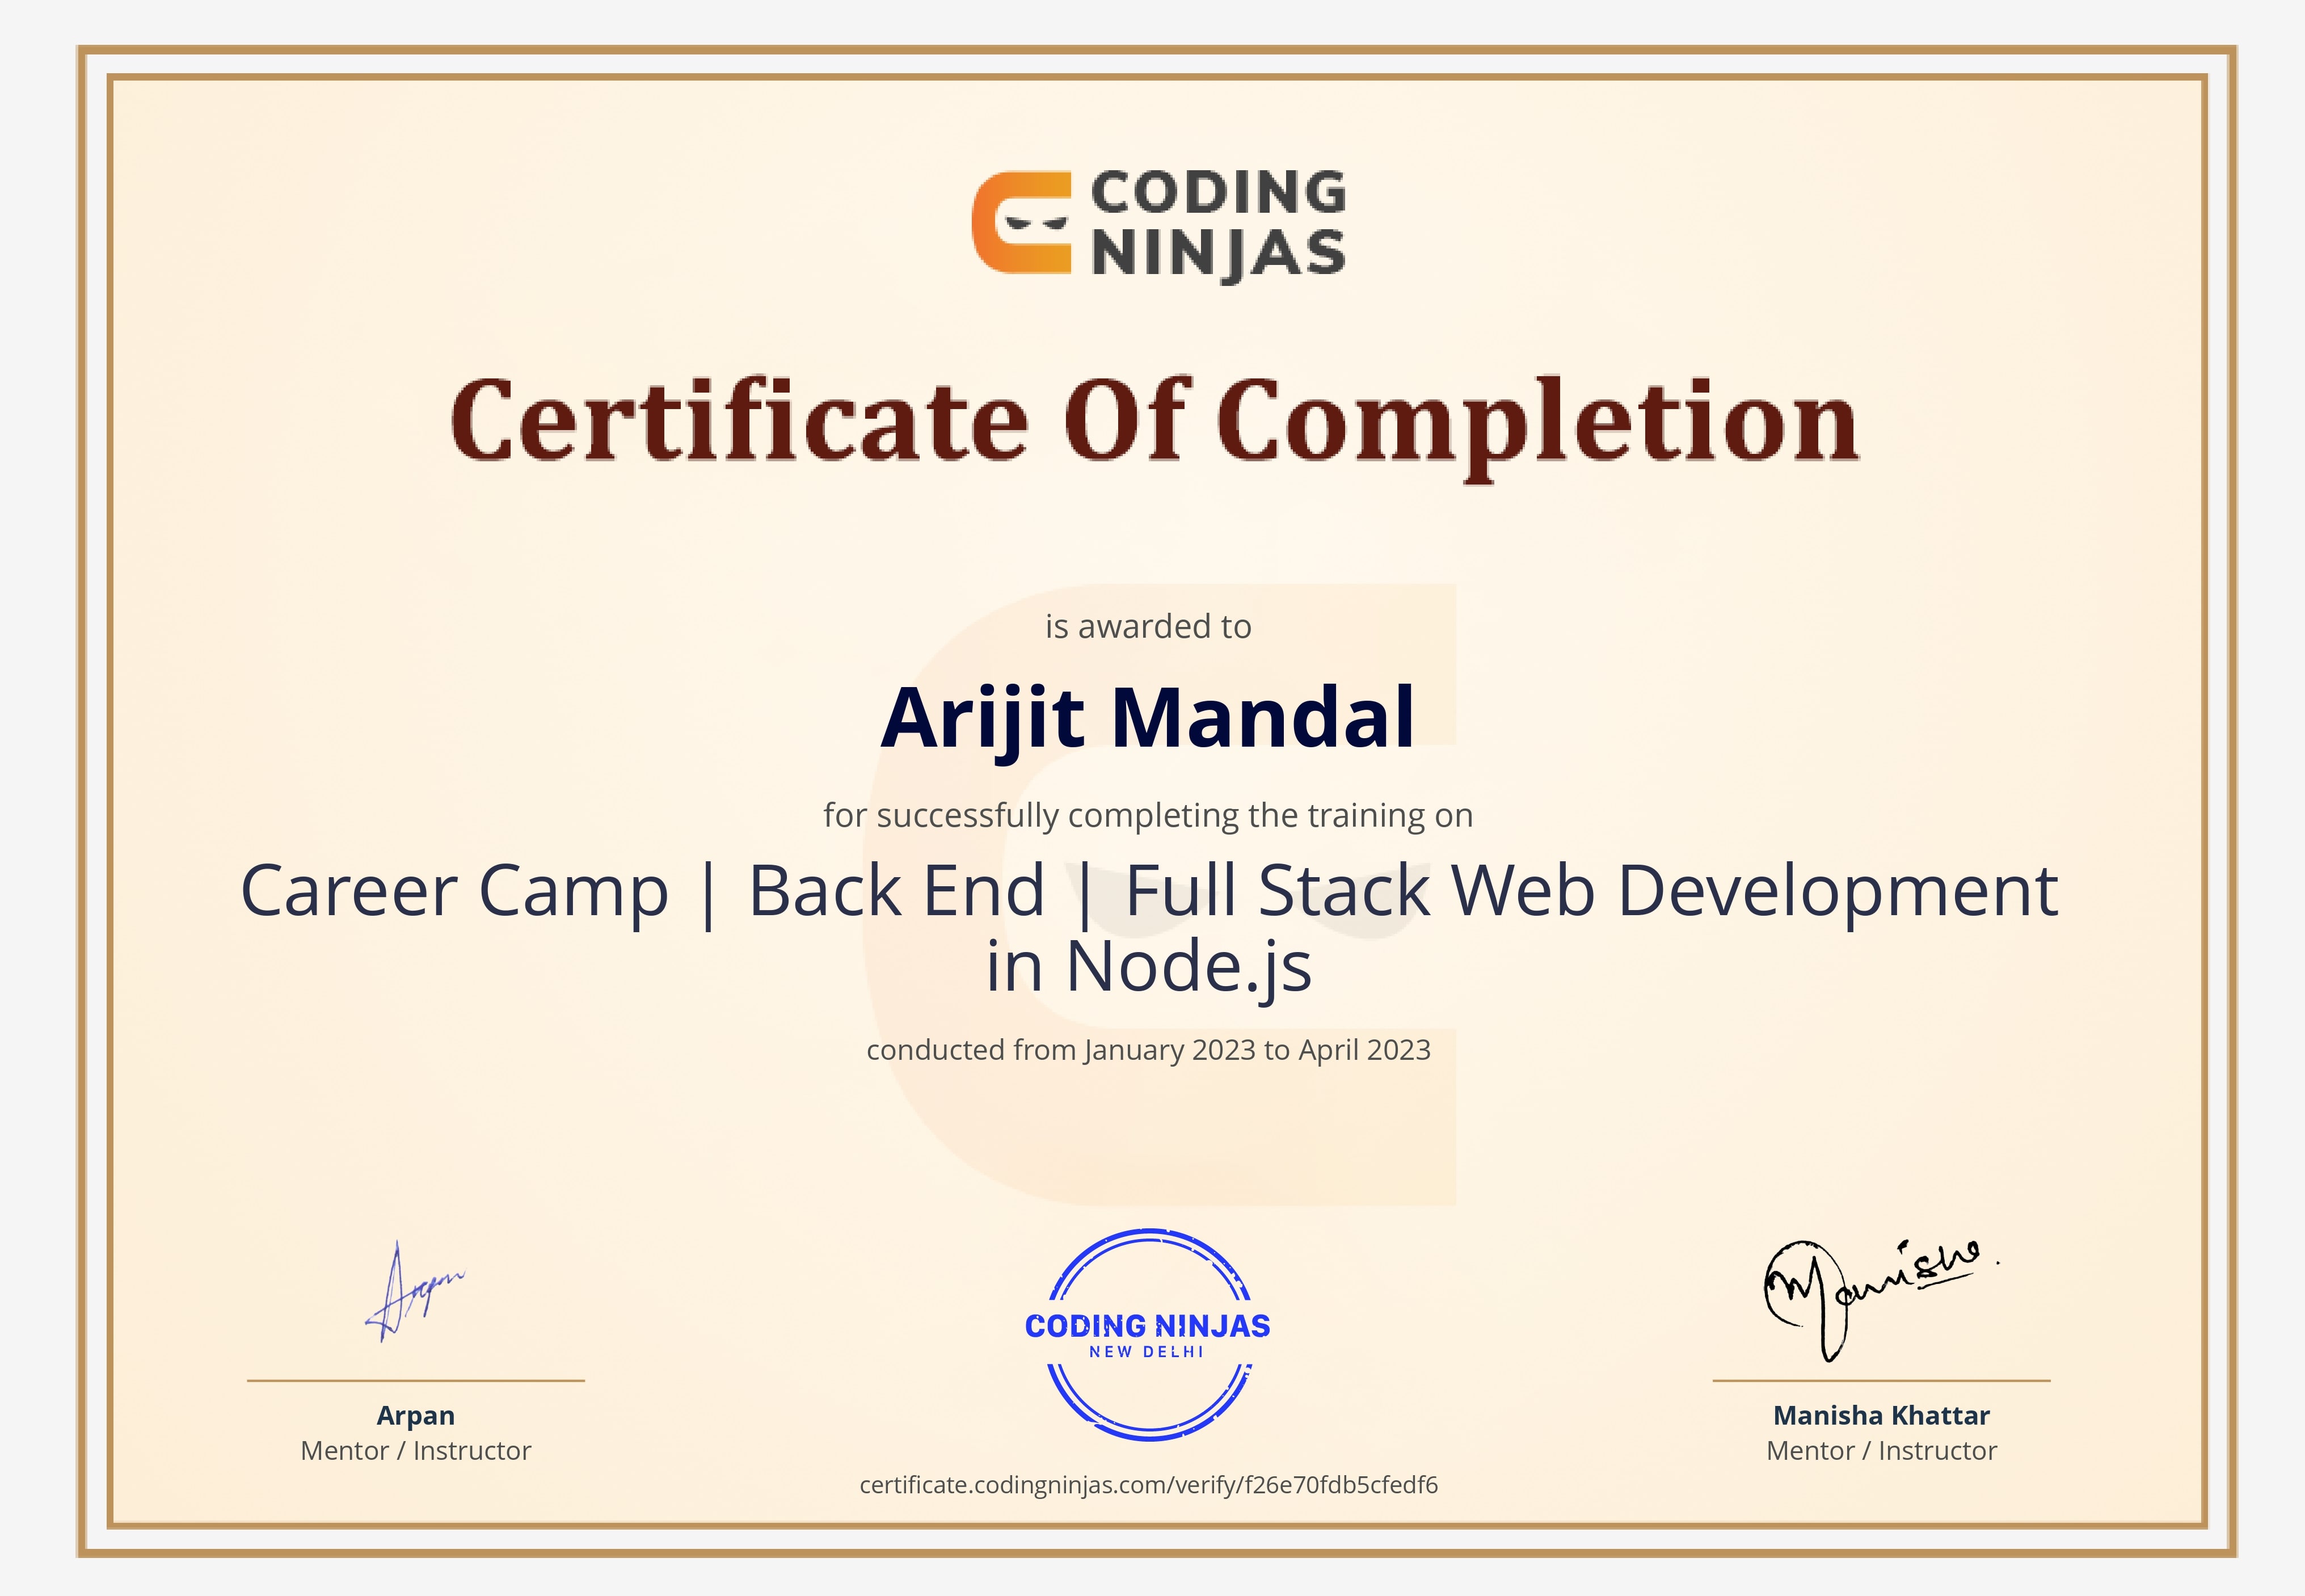 CODING
NINJAS
Certificate Of Completion
is awarded to
Arijit Mandal
for successfully completing the training on
Career Camp | Back End | Full Stack Web Development
in Node.js
conducted from January 2023 to April 2023
Arpan
Manisha
CODING NINJAS
NEW DELHI
Arpan
Mentor / Instructor
Manisha Khattar
Mentor / Instructor
certificate.codingninjas.com/verify/f26e70fdb5cfedf6